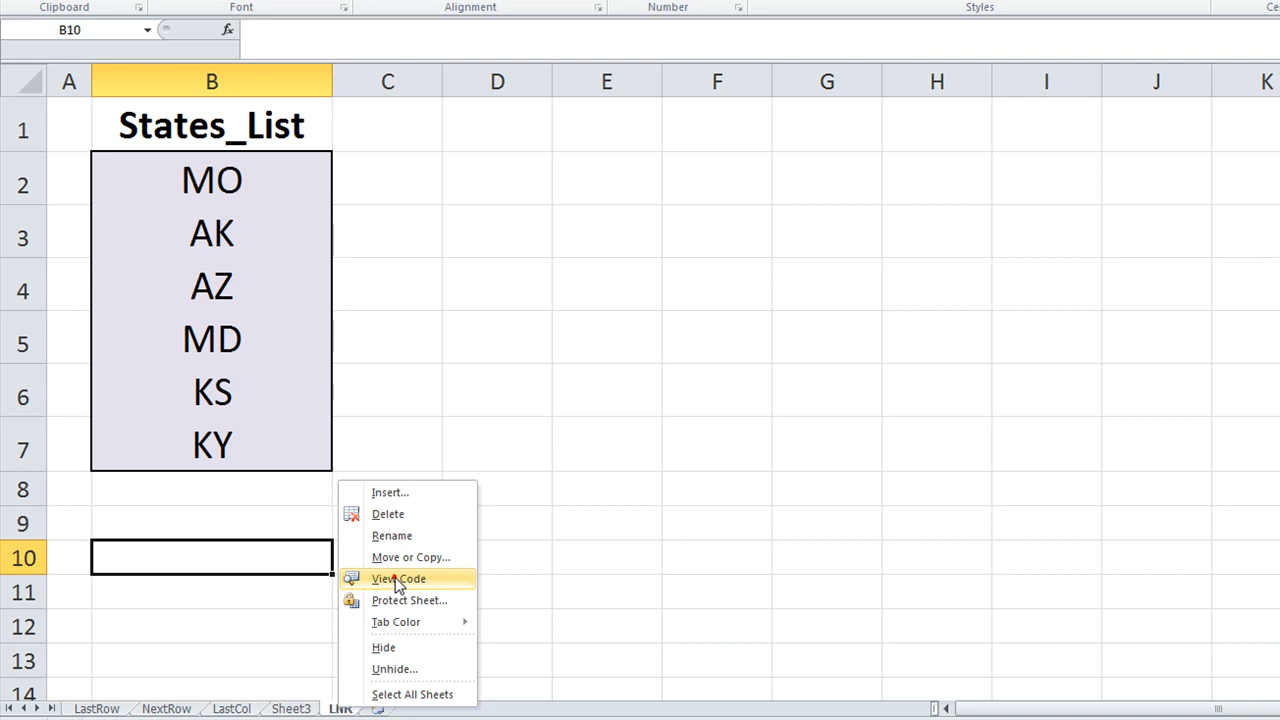 Clipboard Font Alignment Number Styles Ce
B10 fx
A B C D E F G H I J K
1 States_List
2 MO
3 AK
4 AZ
5 MD
6 KS
7 KY
8
9
10
11
12
13
14
Insert...
Delete
Rename
Move or Copy...
View Code
Protect Sheet...
Tab Color
Hide
Unhide...
Select All Sheets
LastRow NextRow LastCol Sheet3 LNR